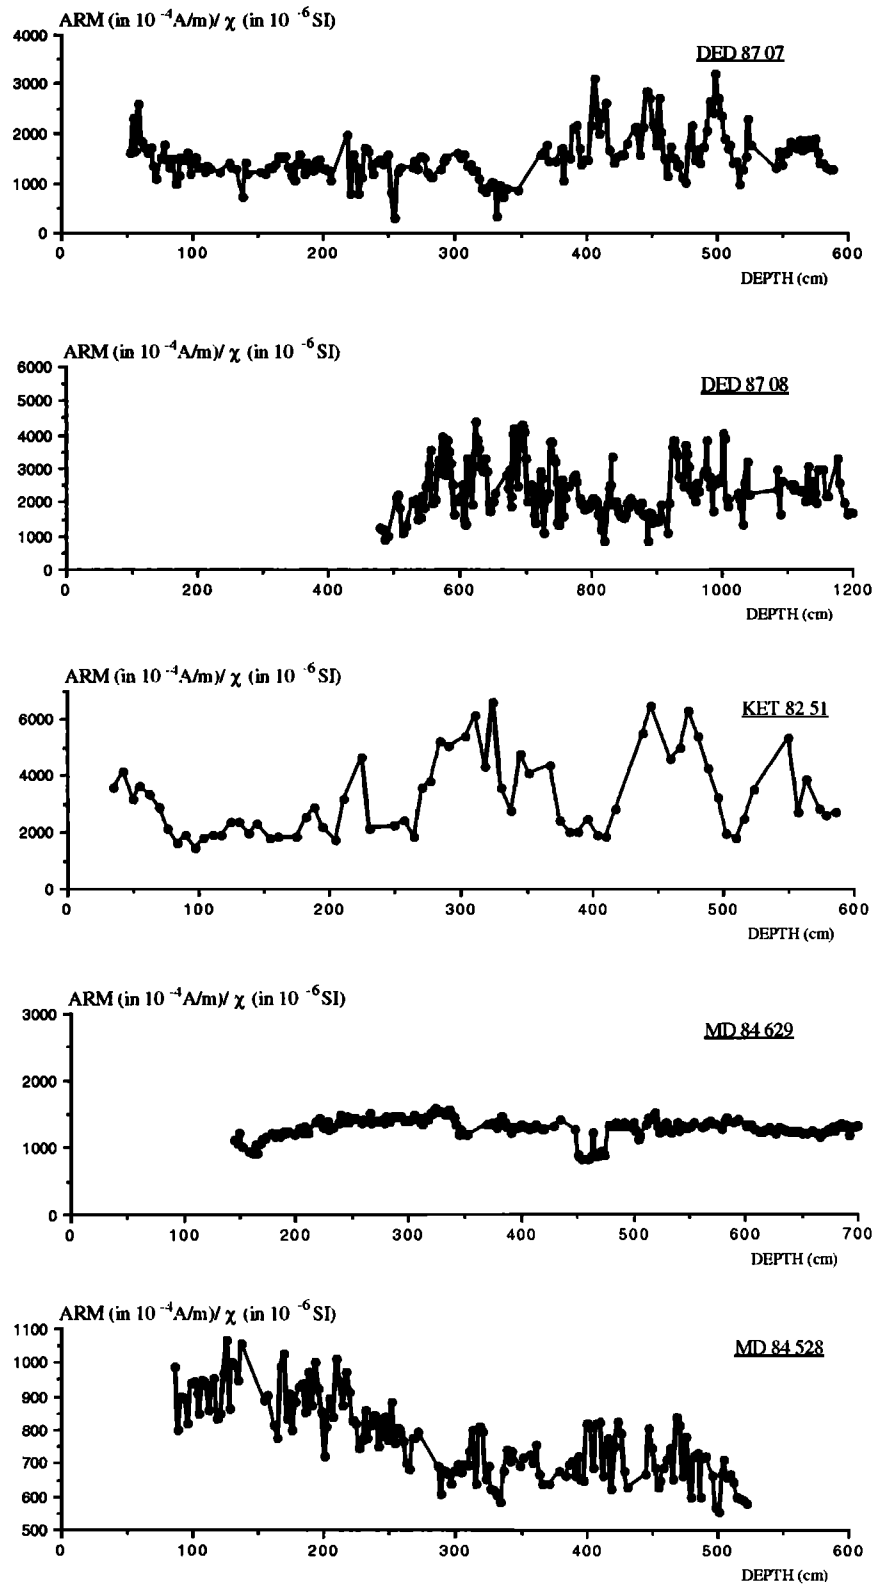 ARM (in 10 -4A/m)/ χ (in 10 -6SI)
4000
DED 87 07
3000
2000
1000
0
0 100 200 300 400 500 600
DEPTH (cm)
ARM (in 10 -4A/m)/ χ (in 10 -6SI)
6000
DED 87 08
5000
4000
3000
2000
1000
0
0 200 400 600 800 1000 1200
DEPTH (cm)
ARM (in 10 -4A/m)/ χ (in 10 -6SI)
KET 82 51
6000
4000
2000
0
0 100 200 300 400 500 600
DEPTH (cm)
ARM (in 10 -4A/m)/ χ (in 10 -6SI)
3000
MD 84 629
2000
1000
0
0 100 200 300 400 500 600 700
DEPTH (cm)
ARM (in 10 -4A/m)/ χ (in 10 -6SI)
1100
MD 84 528
1000
900
800
700
600
500
0 100 200 300 400 500 600
DEPTH (cm)